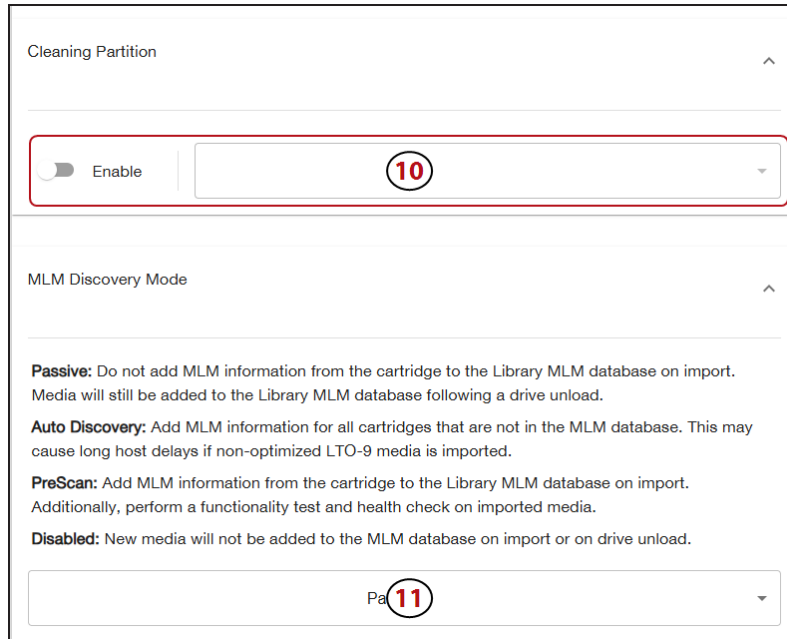 Cleaning Partition
Enable
10
MLM Discovery Mode
Passive: Do not add MLM information from the cartridge to the Library MLM database on import.
Media will still be added to the Library MLM database following a drive unload.
Auto Discovery: Add MLM information for all cartridges that are not in the MLM database. This may
cause long host delays if non-optimized LTO-9 media is imported.
PreScan: Add MLM information from the cartridge to the Library MLM database on import.
Additionally, perform a functionality test and health check on imported media.
Disabled: New media will not be added to the MLM database on import or on drive unload.
11